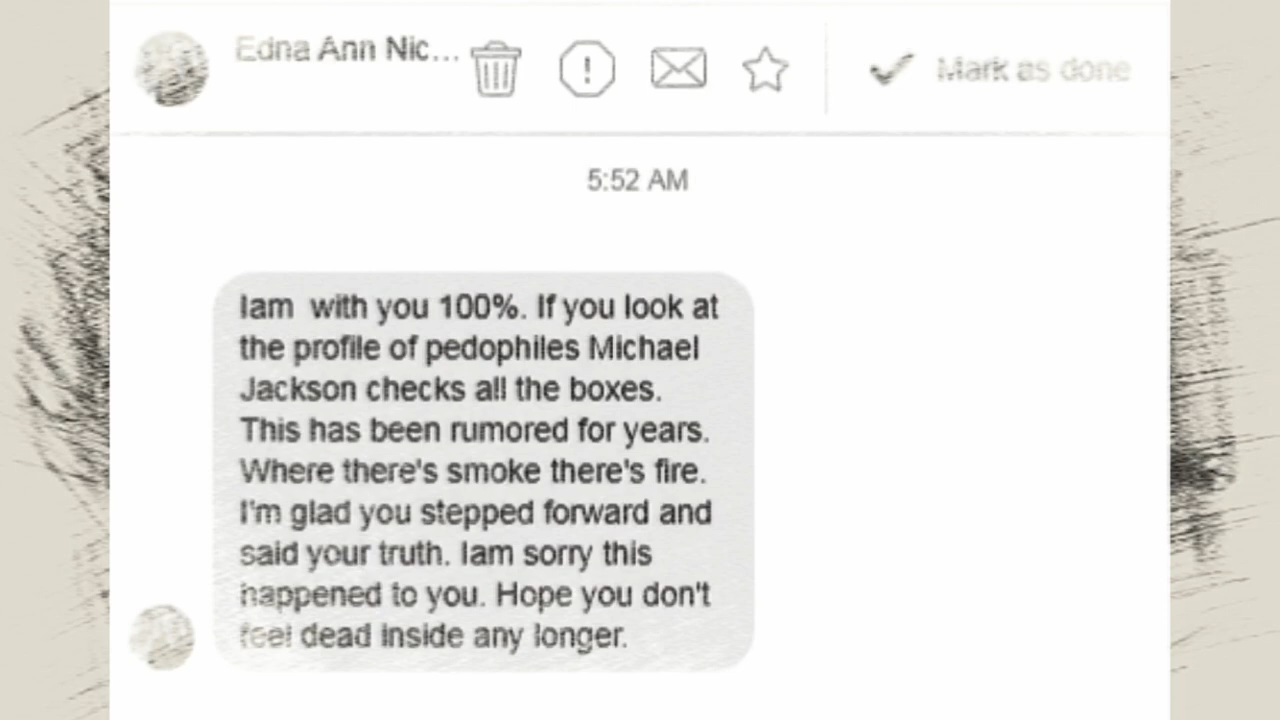 Edna Ann Nic...
Mark as done
5:52 AM
Iam with you 100%. If you look at
the profile of pedophiles Michael
Jackson checks all the boxes.
This has been rumored for years.
Where there's smoke there's fire.
I'm glad you stepped forward and
said your truth. Iam sorry this
happened to you. Hope you don't
feel dead inside any longer.